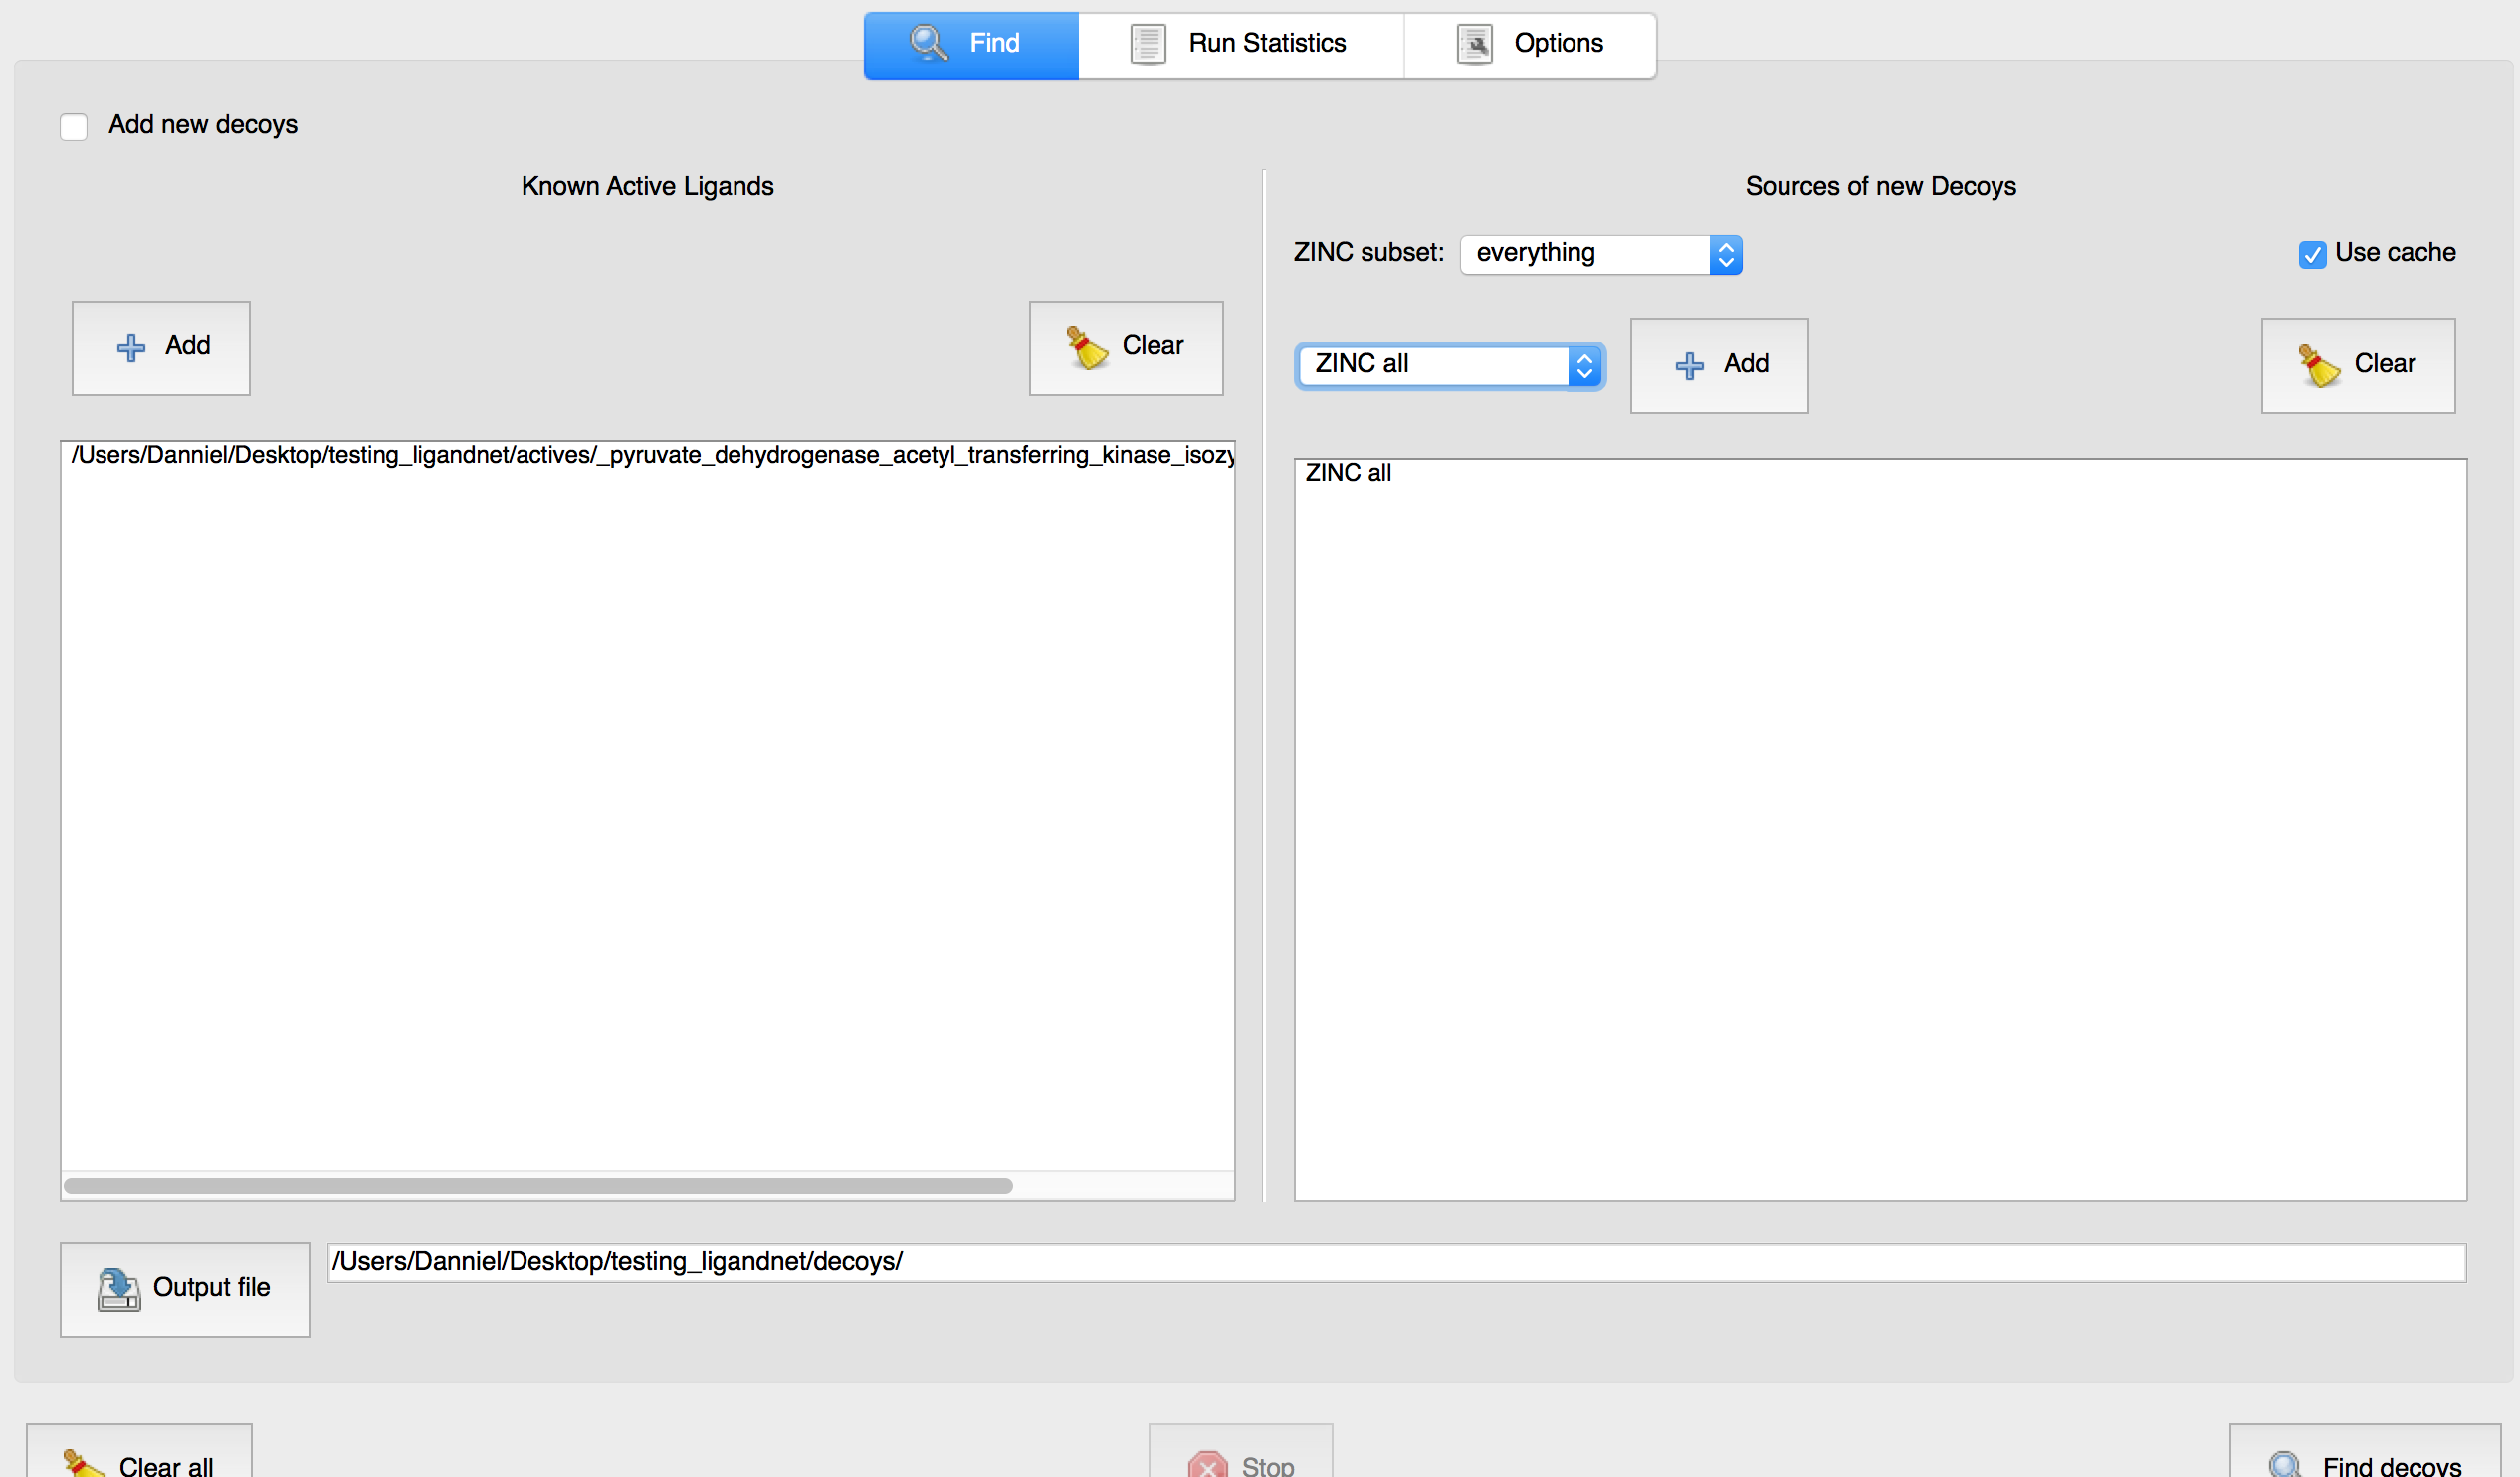 Find Run Statistics Options
Add new decoys
Known Active Ligands
Sources of new Decoys
ZINC subset: everything
Use cache
Add
Clear
ZINC all
Add
Clear
/Users/Danniel/Desktop/testing_ligandnet/actives/_pyruvate_dehydrogenase_acetyl_transferring_kinase_isozy
ZINC all
Output file
/Users/Danniel/Desktop/testing_ligandnet/decoys/
Clear all
Stop
Find decoys